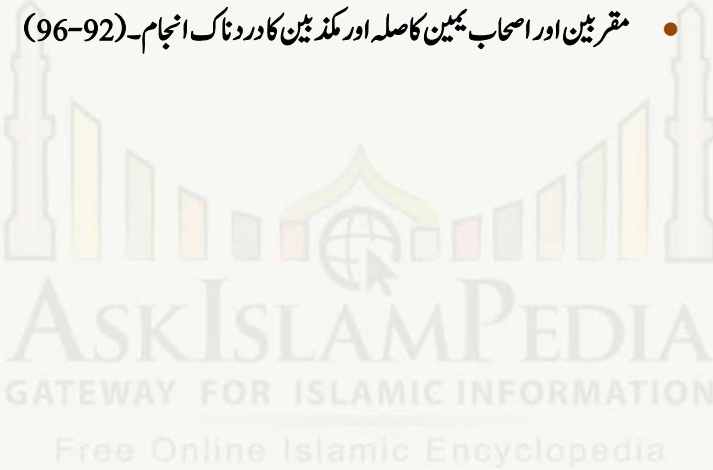 • مقربین اور اصحاب یمین کا صلہ اور مکذبین کا دردناک انجام۔ (92-96)
ASKISLAMPEDIA
GATEWAY FOR ISLAMIC INFORMATION
Free Online Islamic Encyclopedia